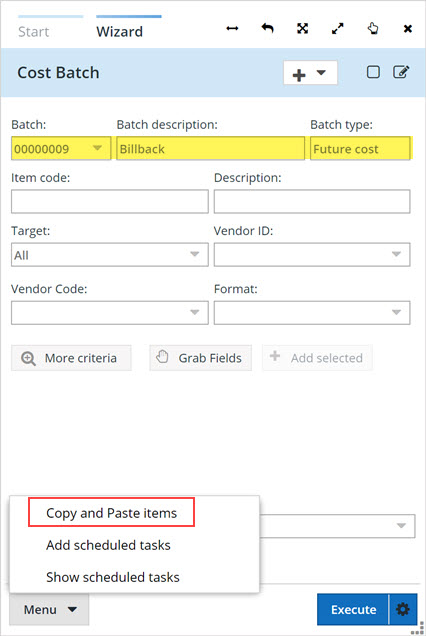 Start Wizard
Cost Batch
Batch: Batch description: Batch type:
00000009 Billback Future cost
Item code: Description:
Target: Vendor ID:
All
Vendor Code: Format:
More criteria Grab Fields Add selected
Copy and Paste items
Add scheduled tasks
Show scheduled tasks
Menu Execute